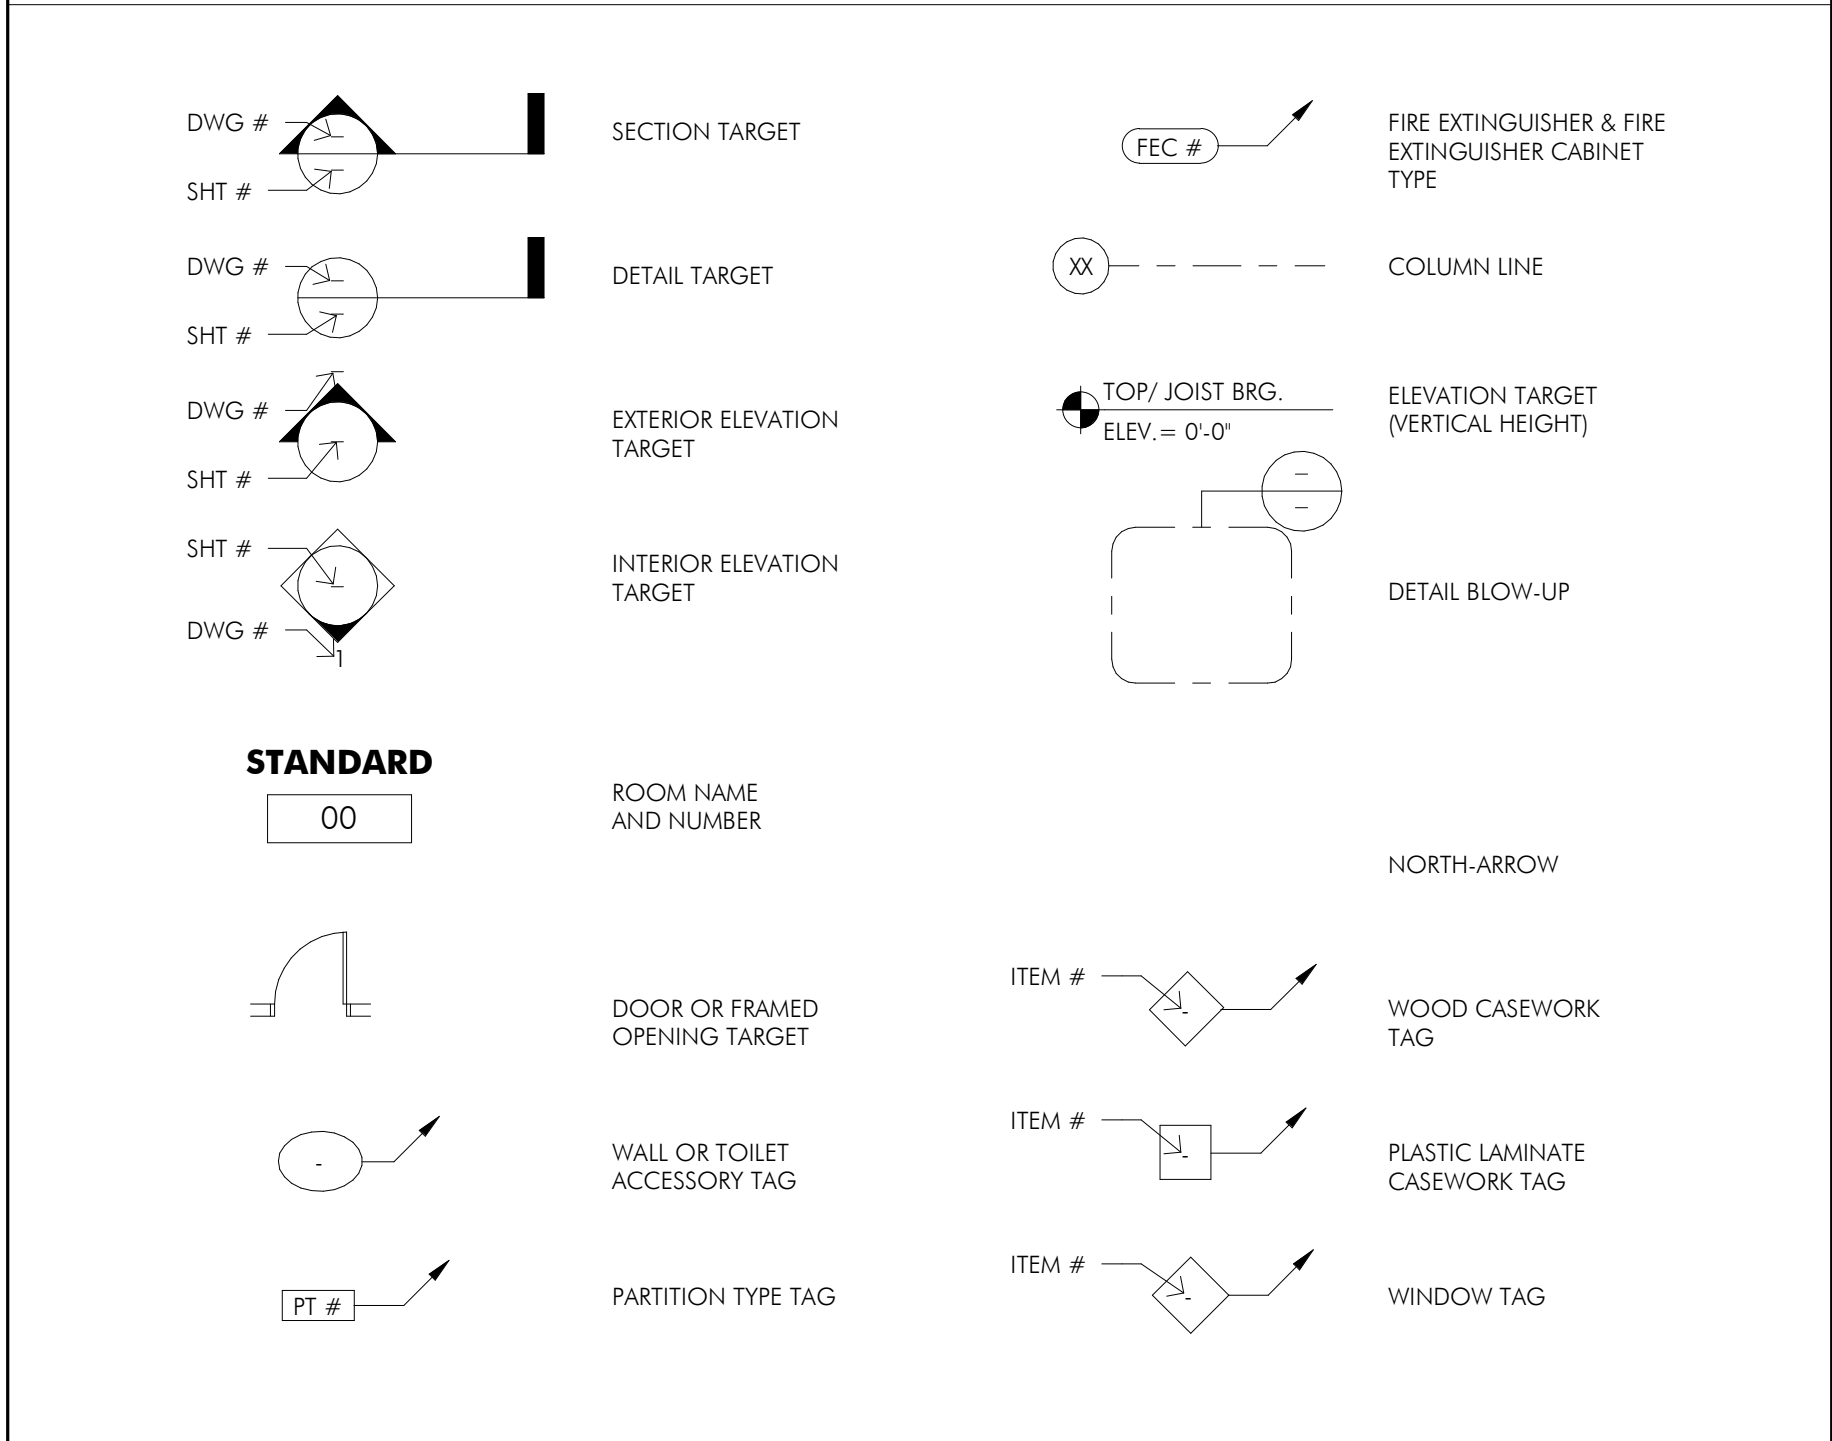 DWG #
SHT #
SECTION TARGET
DWG #
SHT #
DETAIL TARGET
DWG #
SHT #
EXTERIOR ELEVATION
TARGET
SHT #
DWG #
1
INTERIOR ELEVATION
TARGET
STANDARD
00
ROOM NAME
AND NUMBER
DOOR OR FRAMED
OPENING TARGET
-
WALL OR TOILET
ACCESSORY TAG
PT #
PARTITION TYPE TAG
FEC #
FIRE EXTINGUISHER & FIRE
EXTINGUISHER CABINET
TYPE
XX
COLUMN LINE
TOP/ JOIST BRG.
ELEV.= 0'-0"
ELEVATION TARGET
(VERTICAL HEIGHT)
DETAIL BLOW-UP
NORTH-ARROW
ITEM #
-
WOOD CASEWORK
TAG
ITEM #
-
PLASTIC LAMINATE
CASEWORK TAG
ITEM #
-
WINDOW TAG